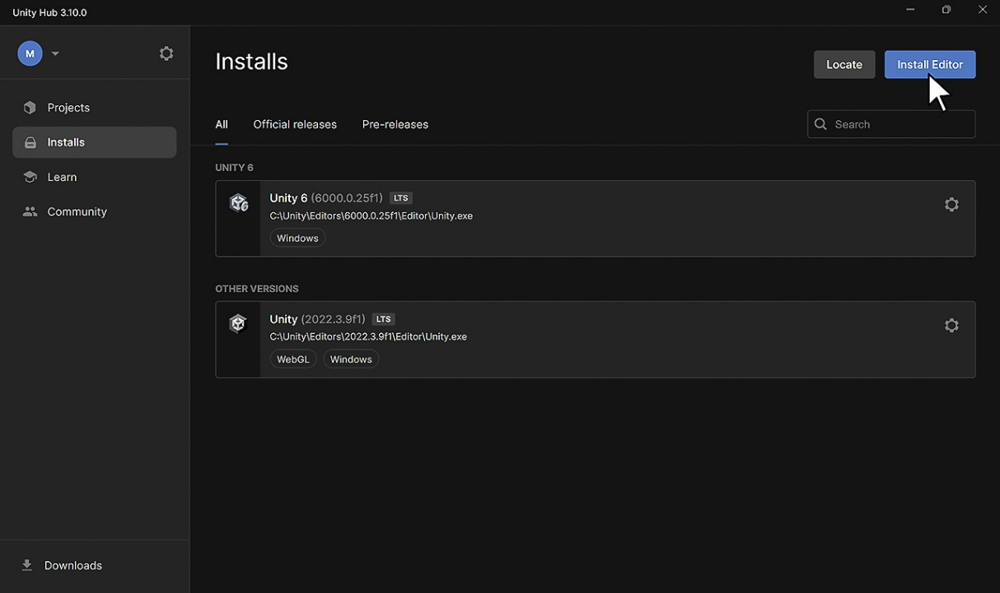 Unity Hub 3.10.0
M
Projects
Installs
Learn
Community
Downloads
Installs
Locate
Install Editor
All
Official releases
Pre-releases
Search
UNITY 6
Unity 6 (6000.0.25f1) LTS
C:\Unity\Editors\6000.0.25f1\Editor\Unity.exe
Windows
OTHER VERSIONS
Unity (2022.3.9f1) LTS
C:\Unity\Editors\2022.3.9f1\Editor\Unity.exe
WebGL Windows